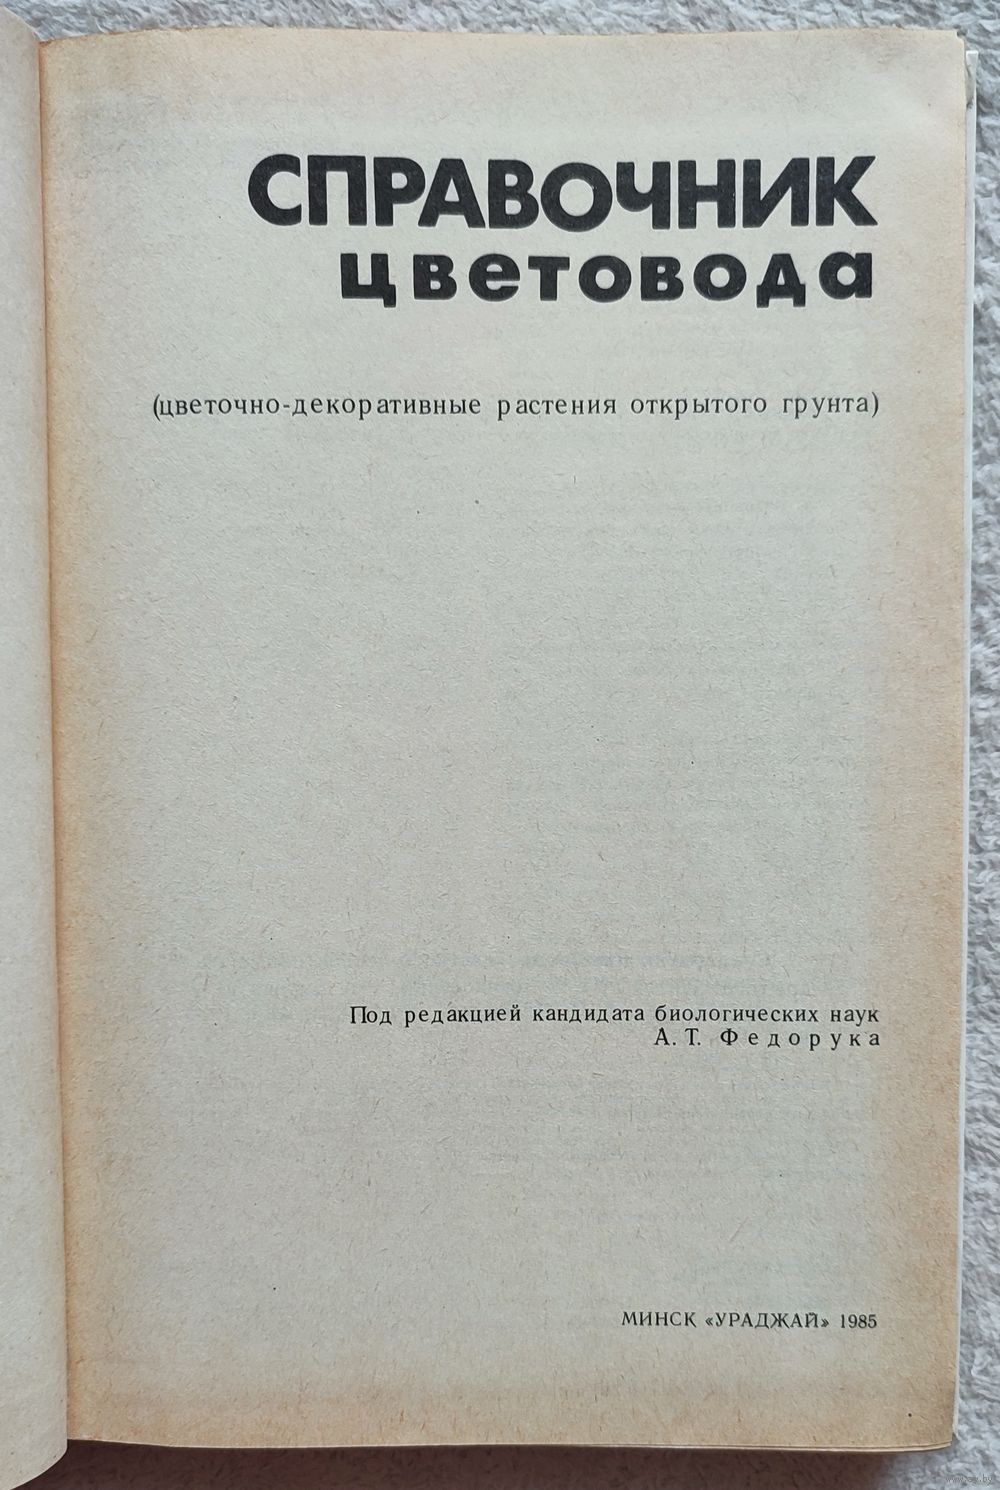 СПРАВОЧНИК
цветовода
(цветочно-декоративные растения открытого грунта)
Под редакцией кандидата биологических наук
А. Т. Федорука
МИНСК «УРАДЖАЙ» 1985